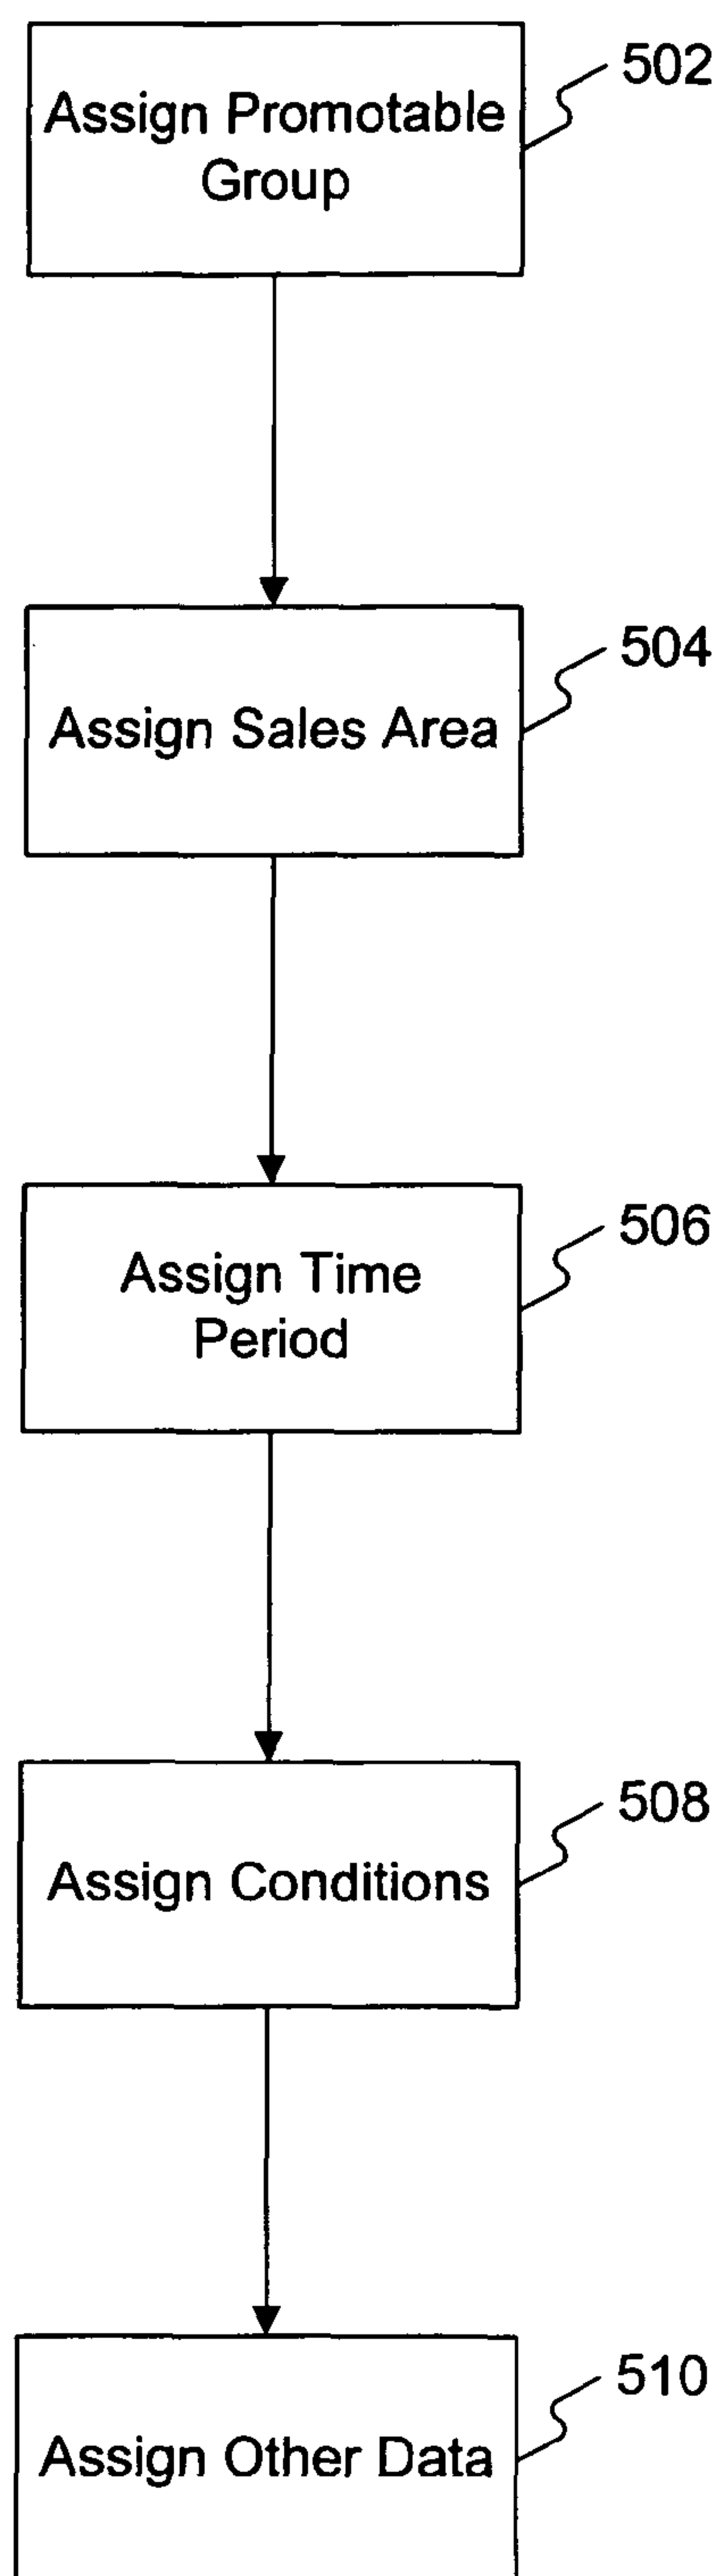 Assign Promotable
Group
502
Assign Sales Area
504
Assign Time
Period
506
Assign Conditions
508
Assign Other Data
510